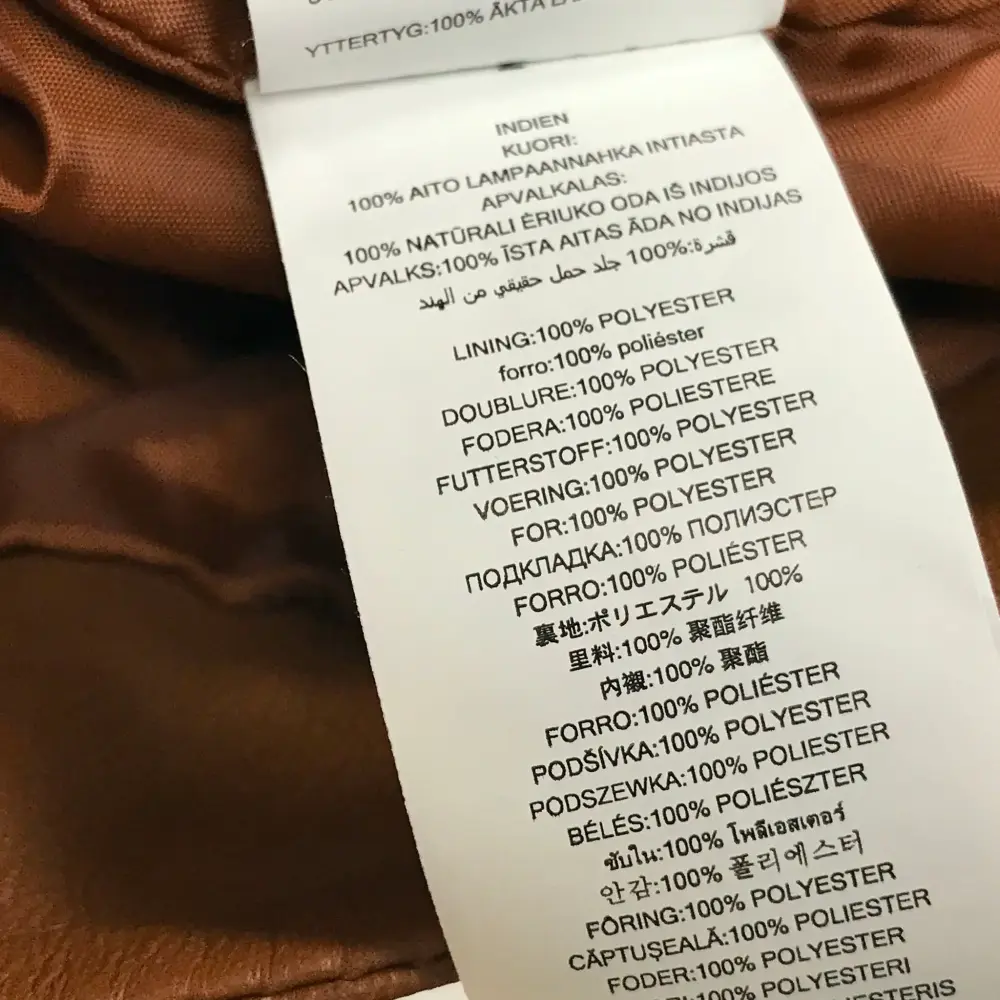 YTTERTYG:100% ÄKTA
INDIEN
KUORI:
100% AITO LAMPAANNAHKA INTIASTA
APVALKALAS:
100% NATŪRALI ĖRIUKO ODA IŠ INDIJOS
APVALKS:100% ĪSTA AITAS ĀDA NO INDIJAS
قشرة:100% جلد حمل حقيقي من الهند
LINING:100% POLYESTER
forro:100% poliéster
DOUBLURE:100% POLYESTER
FODERA:100% POLIESTERE
FUTTERSTOFF:100% POLYESTER
VOERING:100% POLYESTER
FOR:100% POLYESTER
ПОДКЛАДКА:100% ПОЛИЭСТЕР
FORRO:100% POLIÉSTER
裏地:ポリエステル 100%
里料:100% 聚酯纤维
內襯:100% 聚酯
FORRO:100% POLIÉSTER
PODŠÍVKA:100% POLYESTER
PODSZEWKA:100% POLIESTER
BÉLÉS:100% POLIÉSZTER
ซับใน:100% โพลีเอสเตอร์
안감:100% 폴리에스터
FÔRING:100% POLYESTER
CĂPTUŞEALĂ:100% POLIESTER
FODER:100% POLYESTER
100% POLYESTERI